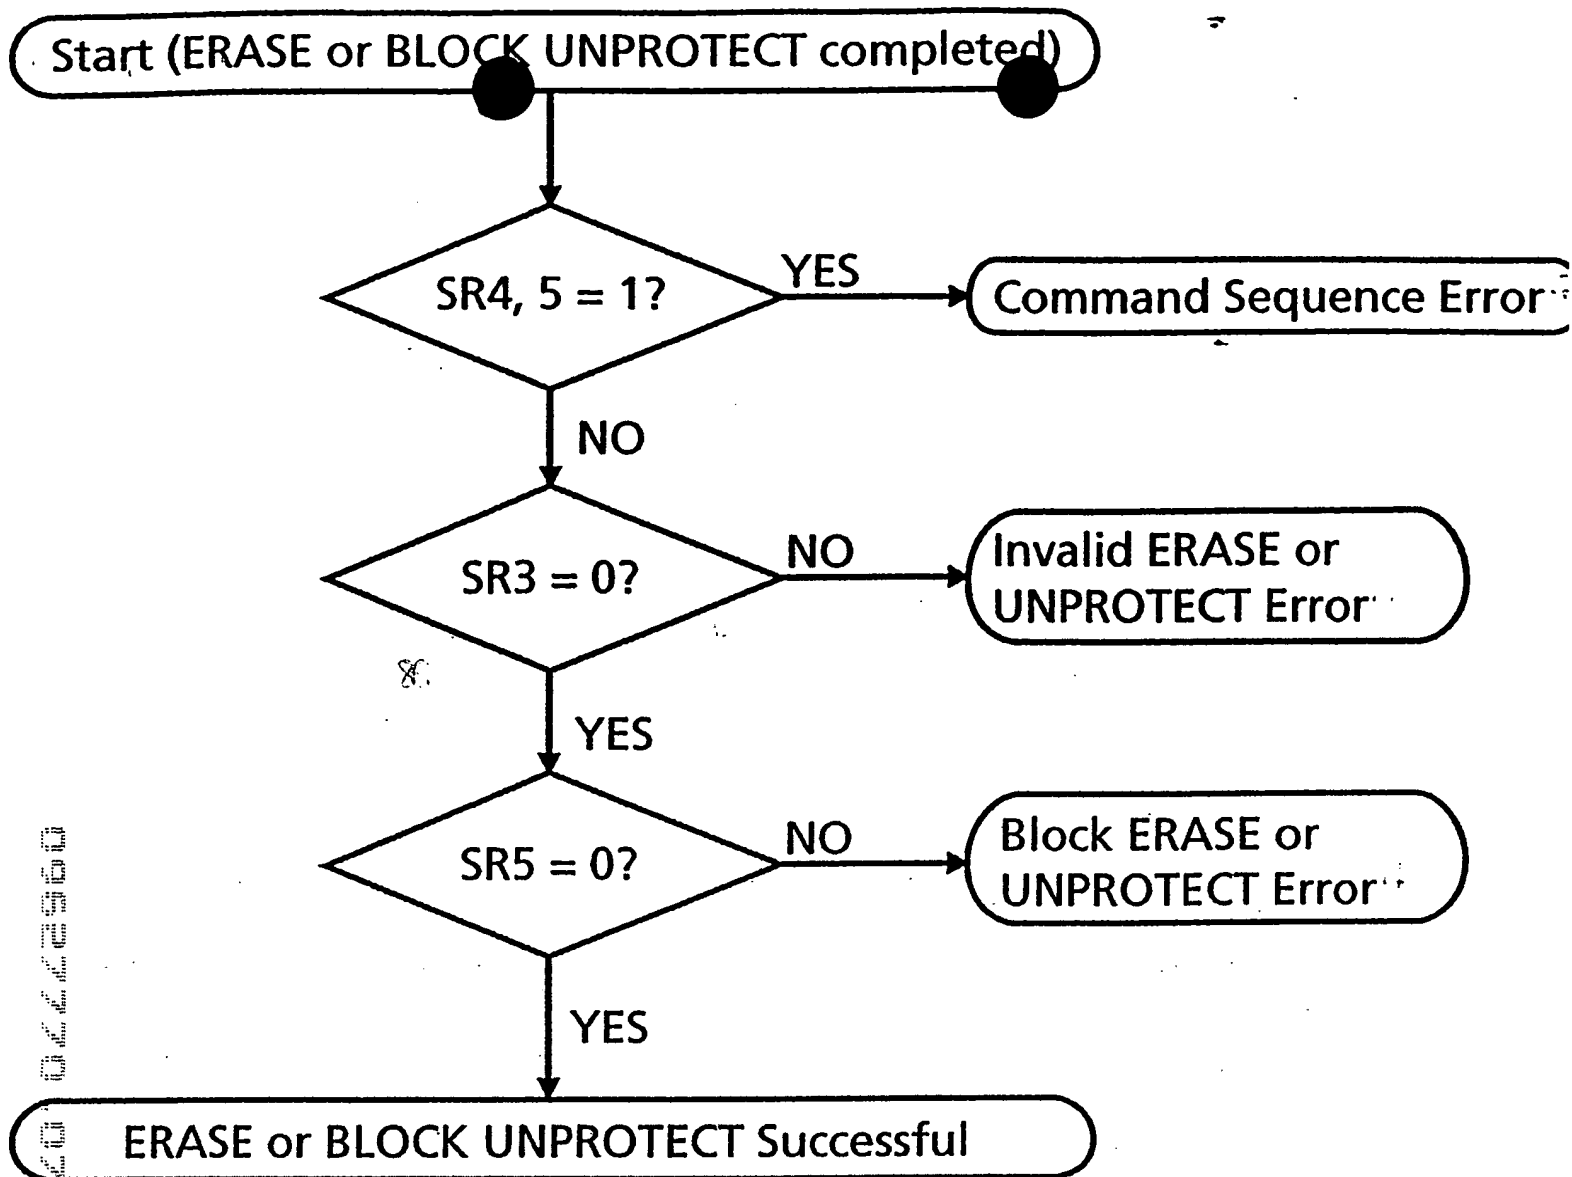 Start (ERASE or BLOCK UNPROTECT completed)
SR4, 5 = 1?
YES
Command Sequence Error
NO
SR3 = 0?
NO
Invalid ERASE or
UNPROTECT Error
YES
SR5 = 0?
NO
Block ERASE or
UNPROTECT Error
YES
ERASE or BLOCK UNPROTECT Successful